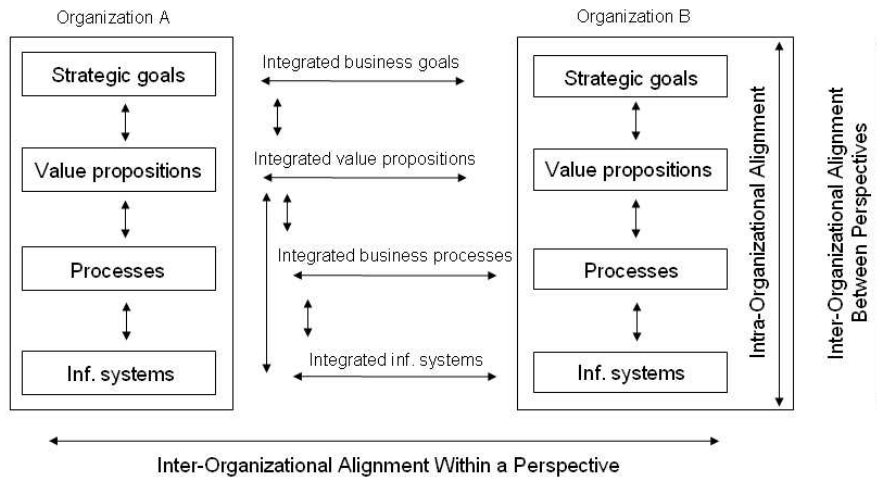 Organization A
Organization B
Strategic goals
Integrated business goals
Strategic goals
Value propositions
Integrated value propositions
Value propositions
Processes
Integrated business processes
Processes
Inf. systems
Integrated inf. systems
Inf. systems
Intra-Organizational Alignment
Inter-Organizational Alignment
Between Perspectives
Inter-Organizational Alignment Within a Perspective